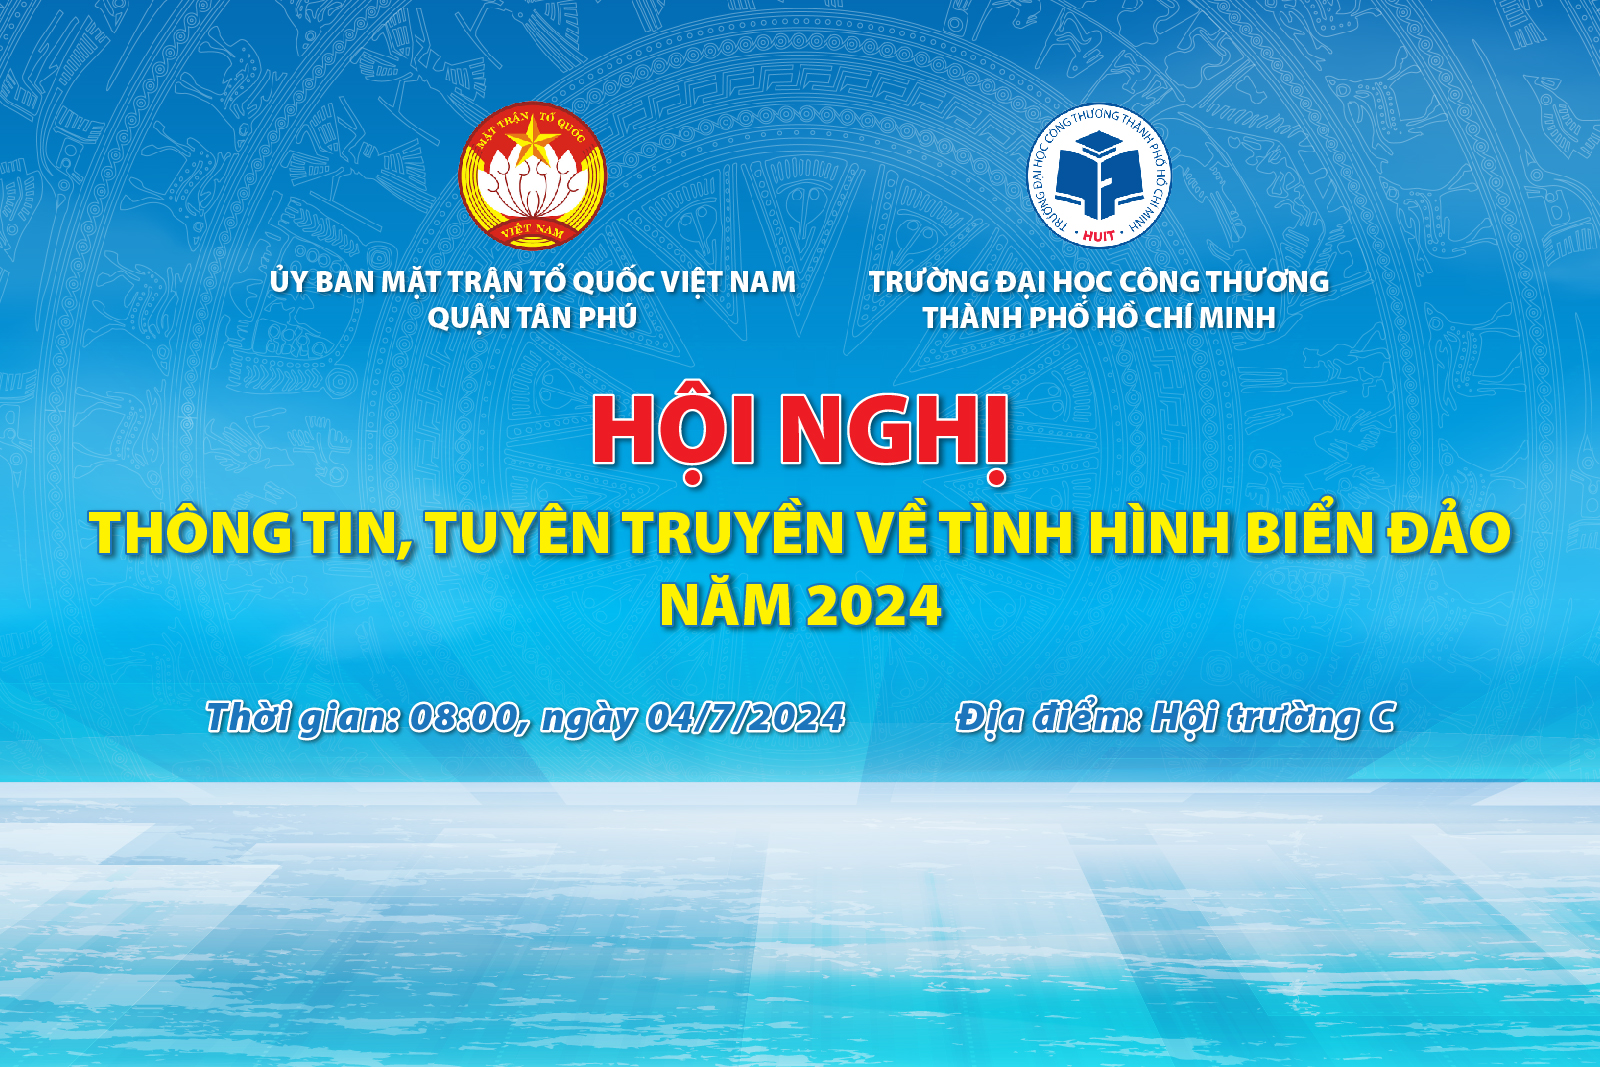 MẶT TRẬN TỔ QUỐC
VIỆT NAM
TRƯỜNG ĐẠI HỌC CÔNG THƯƠNG THÀNH PHỐ HỒ CHÍ MINH
• HUIT •
ỦY BAN MẶT TRẬN TỔ QUỐC VIỆT NAM
QUẬN TÂN PHÚ
TRƯỜNG ĐẠI HỌC CÔNG THƯƠNG
THÀNH PHỐ HỒ CHÍ MINH
HỘI NGHỊ
THÔNG TIN, TUYÊN TRUYỀN VỀ TÌNH HÌNH BIỂN ĐẢO
NĂM 2024
Thời gian: 08:00, ngày 04/7/2024
Địa điểm: Hội trường C